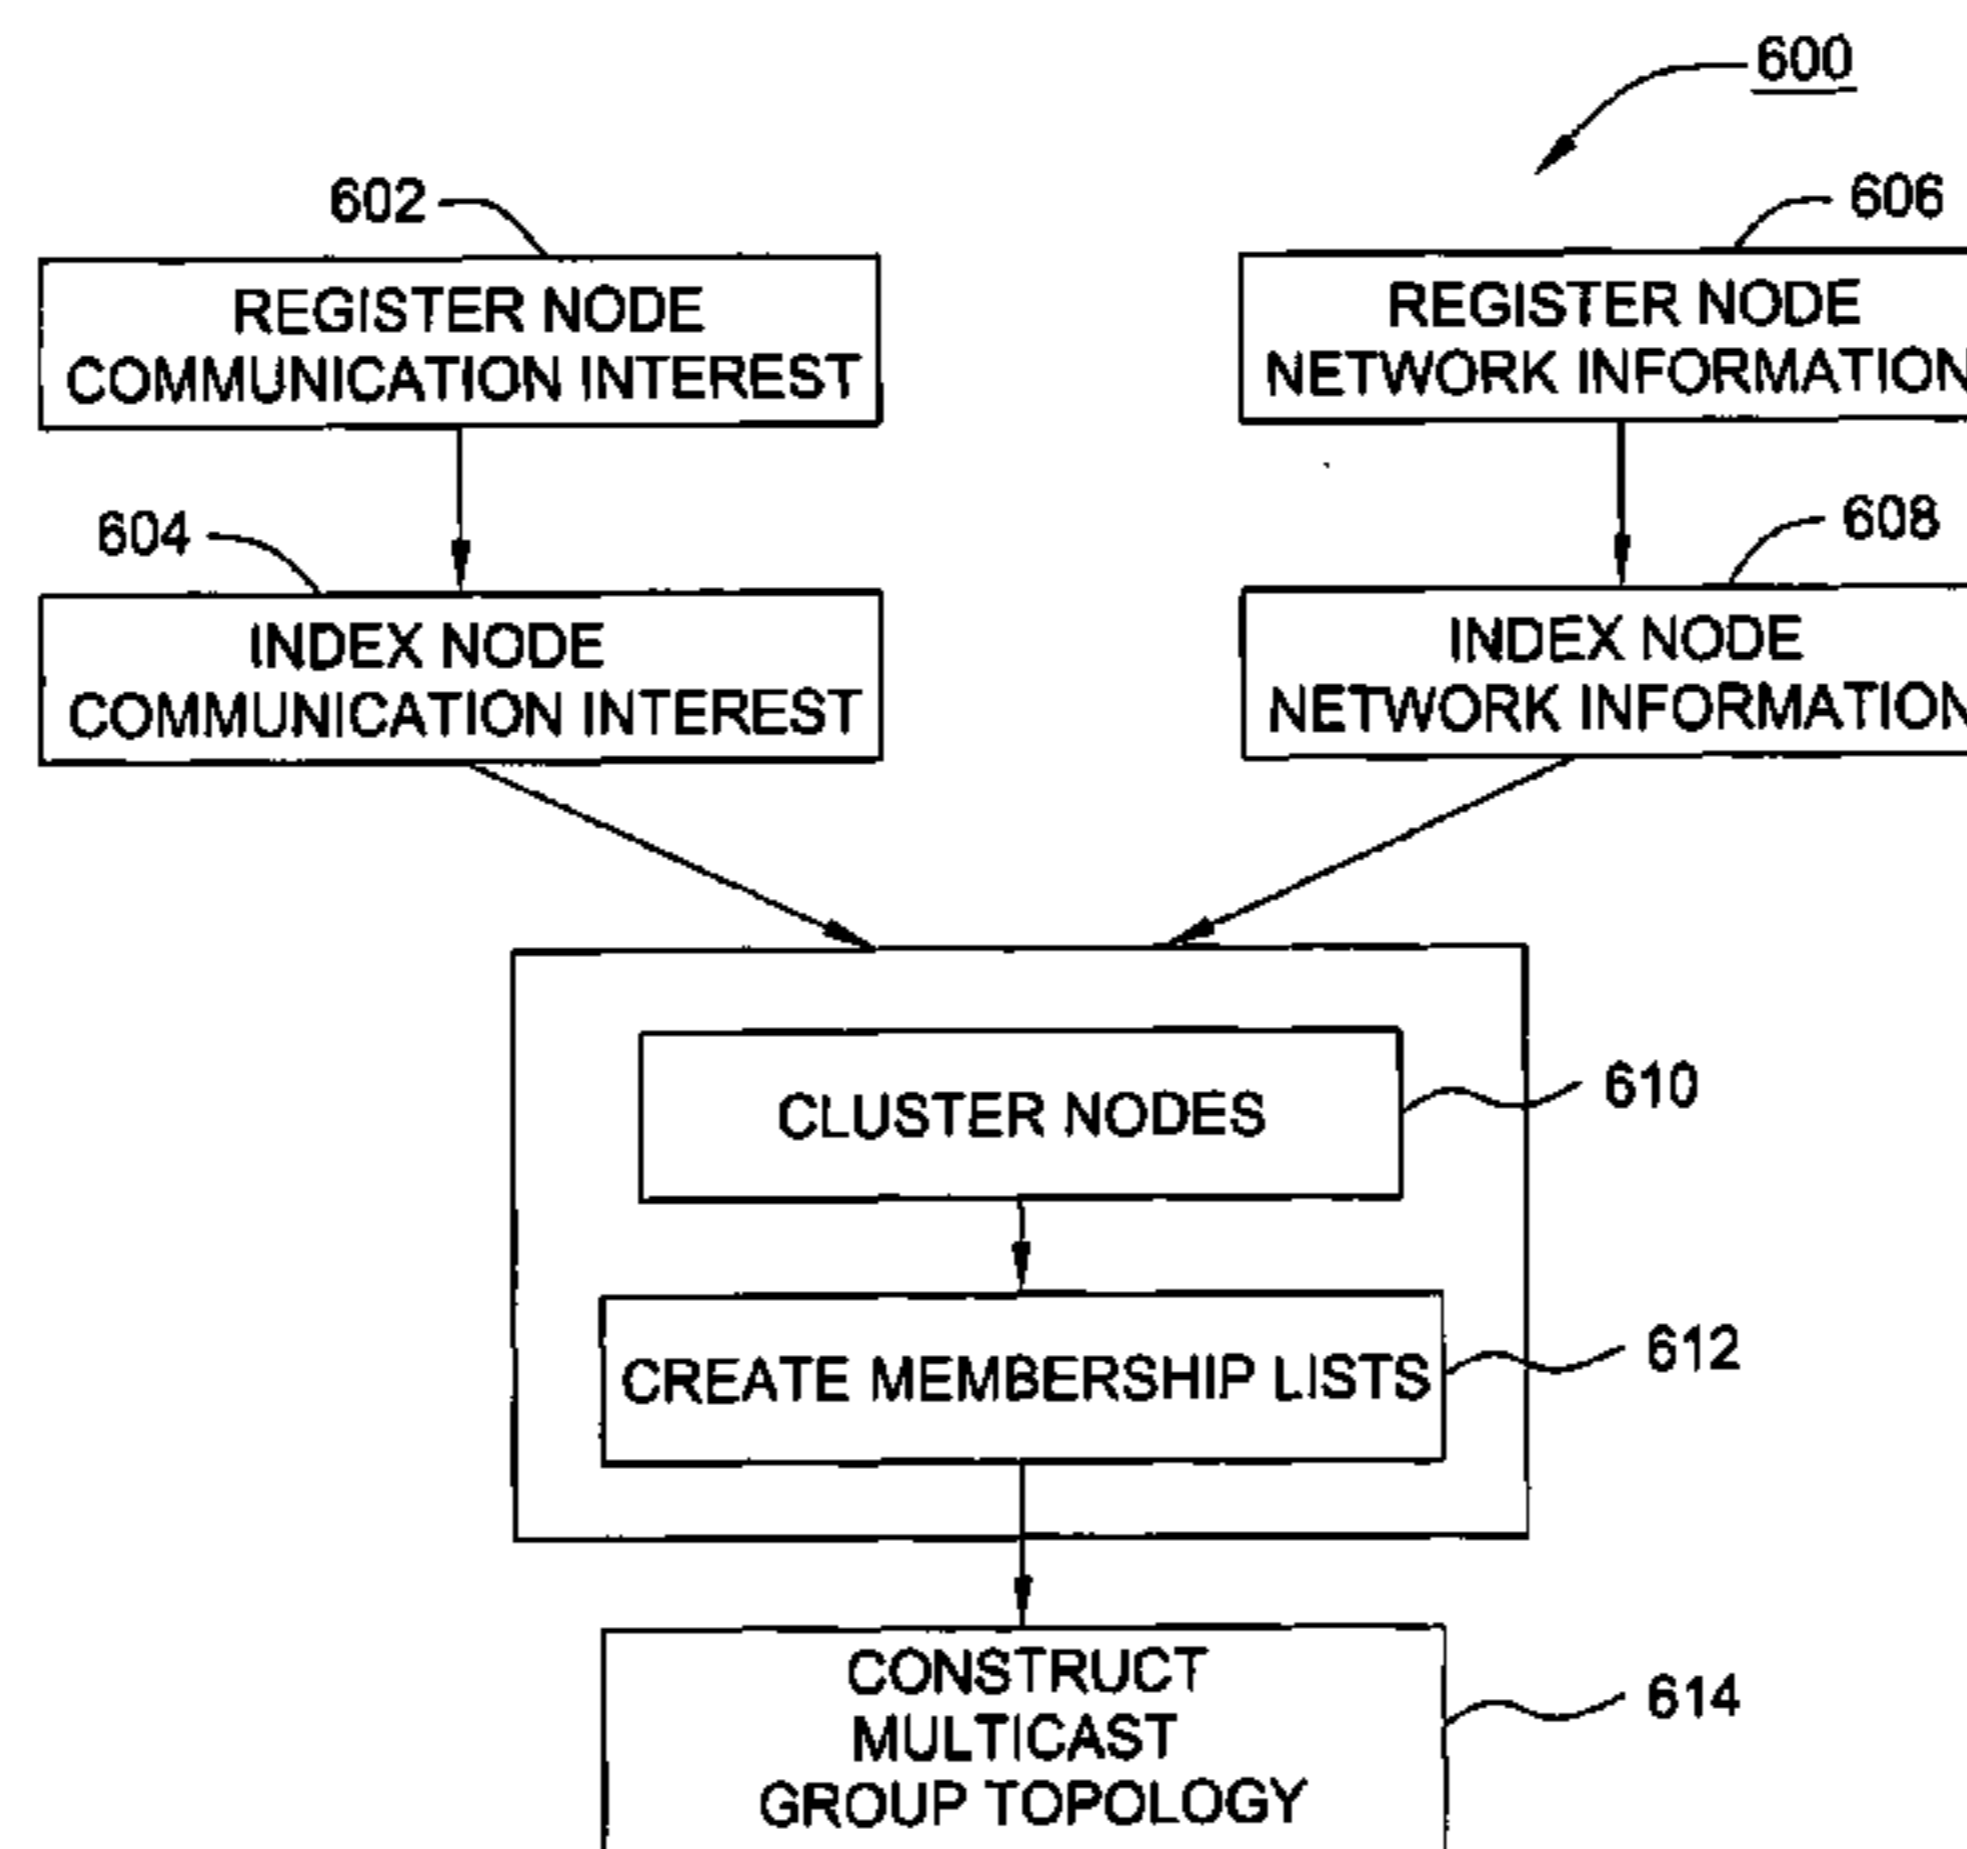 600
602
606
REGISTER NODE
COMMUNICATION INTEREST
REGISTER NODE
NETWORK INFORMATION
604
608
INDEX NODE
COMMUNICATION INTEREST
INDEX NODE
NETWORK INFORMATION
CLUSTER NODES
610
CREATE MEMBERSHIP LISTS
612
CONSTRUCT
MULTICAST
GROUP TOPOLOGY
614